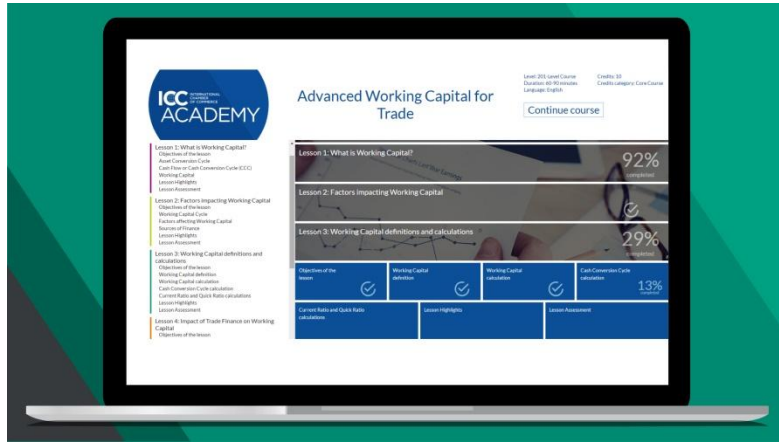 ICC INTERNATIONAL
CHAMBER
OF COMMERCE
ACADEMY
Advanced Working Capital for
Trade
Level: 201-Level Course
Duration: 60-90 minutes
Language: English
Credits: 10
Credits category: Core Course
Continue course
Lesson 1: What is Working Capital?
Objectives of the lesson
Asset Conversion Cycle
Cash Flow or Cash Conversion Cycle (CCC)
Working Capital
Lesson Highlights
Lesson Assessment
Lesson 2: Factors impacting Working Capital
Objectives of the lesson
Working Capital Cycle
Factors affecting Working Capital
Sources of Finance
Lesson Highlights
Lesson Assessment
Lesson 3: Working Capital definitions and
calculations
Objectives of the lesson
Working Capital definition
Working Capital calculation
Cash Conversion Cycle calculation
Current Ratio and Quick Ratio calculations
Lesson Highlights
Lesson Assessment
Lesson 4: Impact of Trade Finance on Working
Capital
Objectives of the lesson
Lesson 1: What is Working Capital?
92%
completed
Lesson 2: Factors impacting Working Capital
Lesson 3: Working Capital definitions and calculations
29%
completed
Objectives of the
lesson
Working Capital
definition
Working Capital
calculation
Cash Conversion Cycle
calculation
13%
completed
Current Ratio and Quick Ratio
calculations
Lesson Highlights
Lesson Assessment